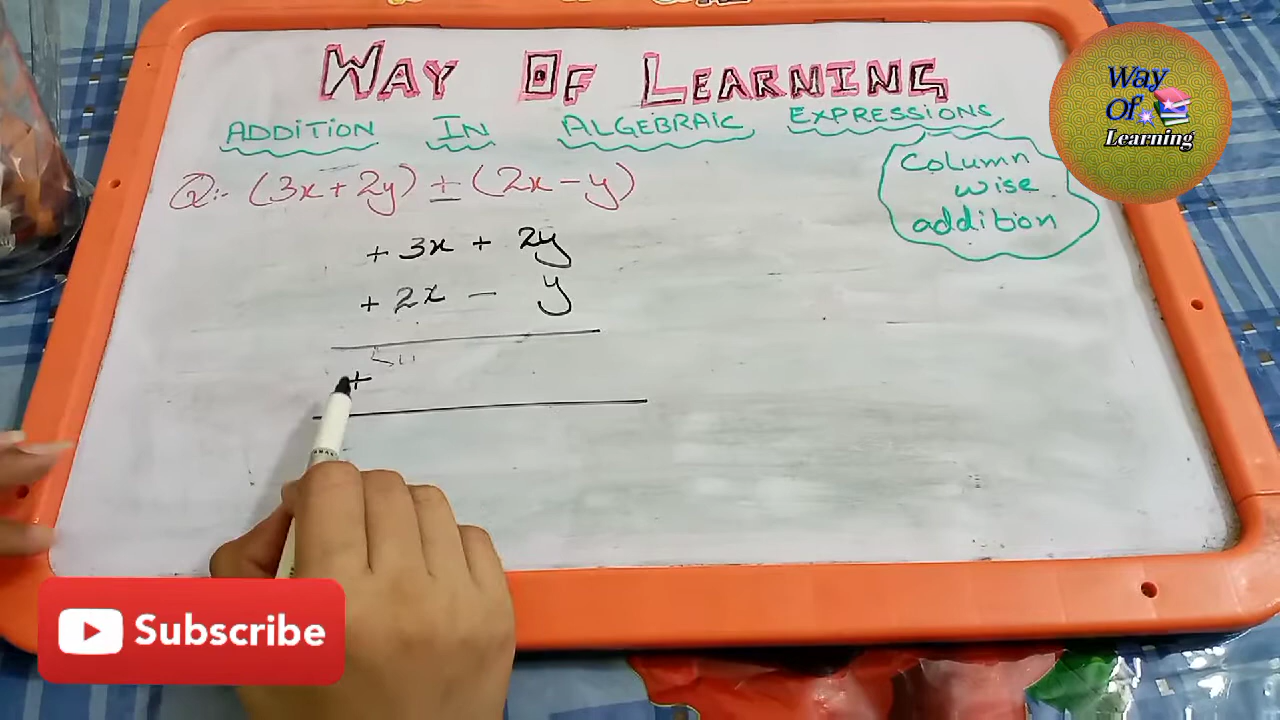 WAY OF LEARNING
ADDITION IN ALGEBRAIC EXPRESSIONS
Q:- (3x+2y) + (2x-y)
Column
wise
addition
+ 3x + 2y
+ 2x - y
+
Way
Of
Learning
Subscribe